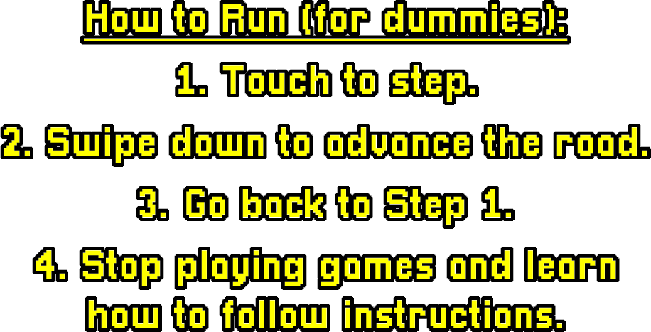 How to Run (for dummies):
1. Touch to step.
2. Swipe down to advance the road.
3. Go back to Step 1.
4. Stop playing games and learn
how to follow instructions.